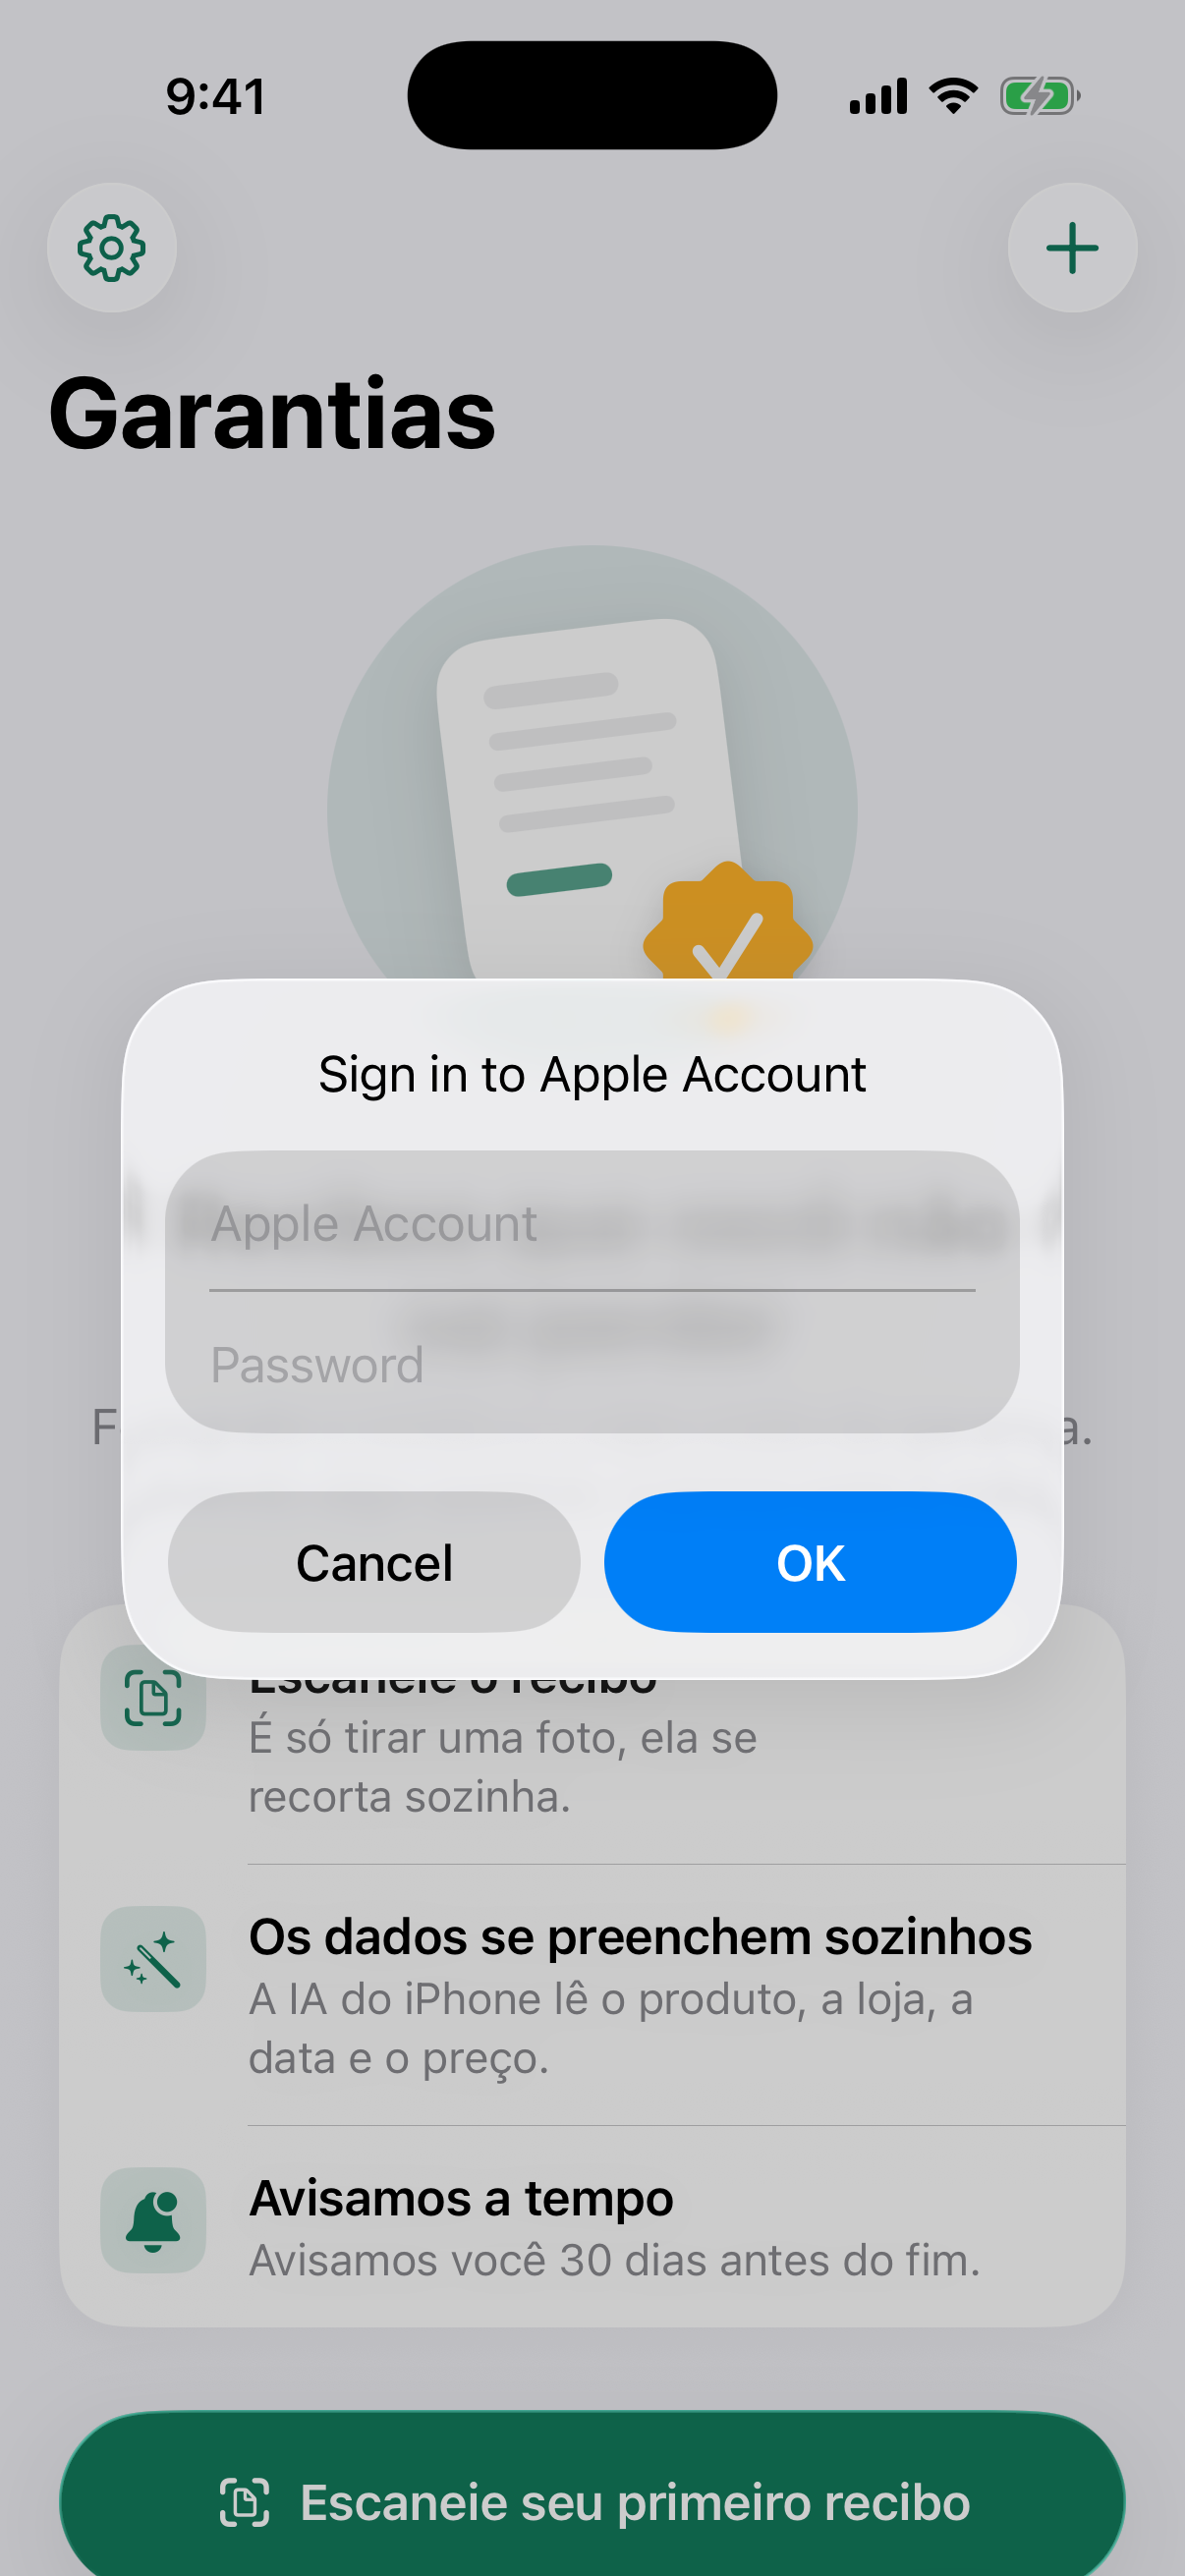 9:41
Garantias
Sign in to Apple Account
Apple Account
Password
Cancel
OK
Escaneie o recibo
É só tirar uma foto, ela se
recorta sozinha.
Os dados se preenchem sozinhos
A IA do iPhone lê o produto, a loja, a
data e o preço.
Avisamos a tempo
Avisamos você 30 dias antes do fim.
Escaneie seu primeiro recibo